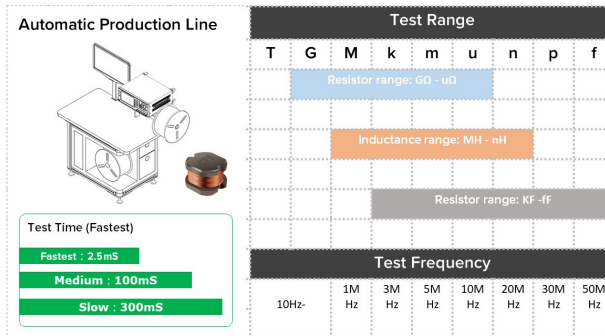 Automatic Production Line
Test Time (Fastest)
Fastest : 2.5mS
Medium : 100mS
Slow : 300mS
Test Range
T G M k m u n p f
Resistor range: GΩ - uΩ
Inductance range: MH - nH
Resistor range: KF -fF
Test Frequency
10Hz- 1M Hz 3M Hz 5M Hz 10M Hz 20M Hz 30M Hz 50M Hz